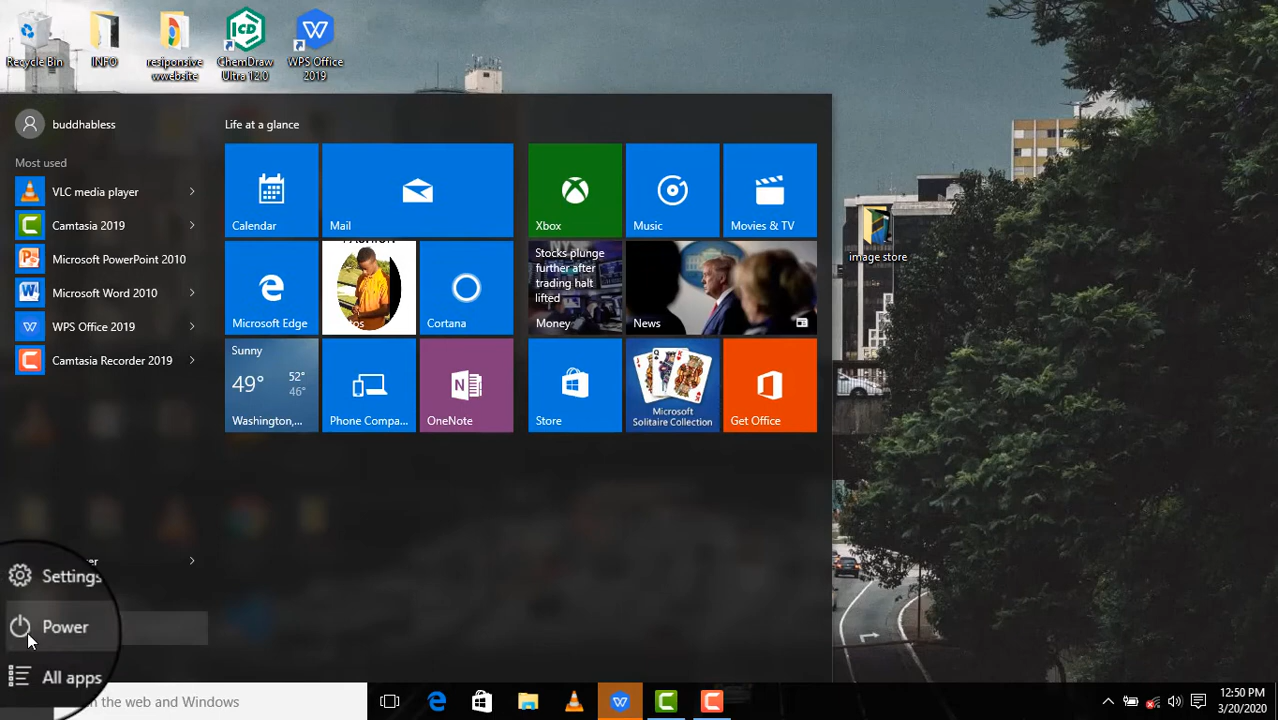 Recycle Bin
INFO
responsive
wwebsite
ChemDraw
Ultra 12.0
WPS Office
2019
buddhabless
Most used
VLC media player
Camtasia 2019
Microsoft PowerPoint 2010
Microsoft Word 2010
WPS Office 2019
Camtasia Recorder 2019
Settings
Power
All apps
the web and Windows
Life at a glance
Calendar
Mail
Microsoft Edge
Cortana
Sunny
49°
52°
46°
Washington,...
Phone Compa...
OneNote
Xbox
Music
Movies & TV
Stocks plunge
further after
trading halt
lifted
Money
News
Store
Microsoft
Solitaire Collection
Get Office
image store
12:50 PM
3/20/2020